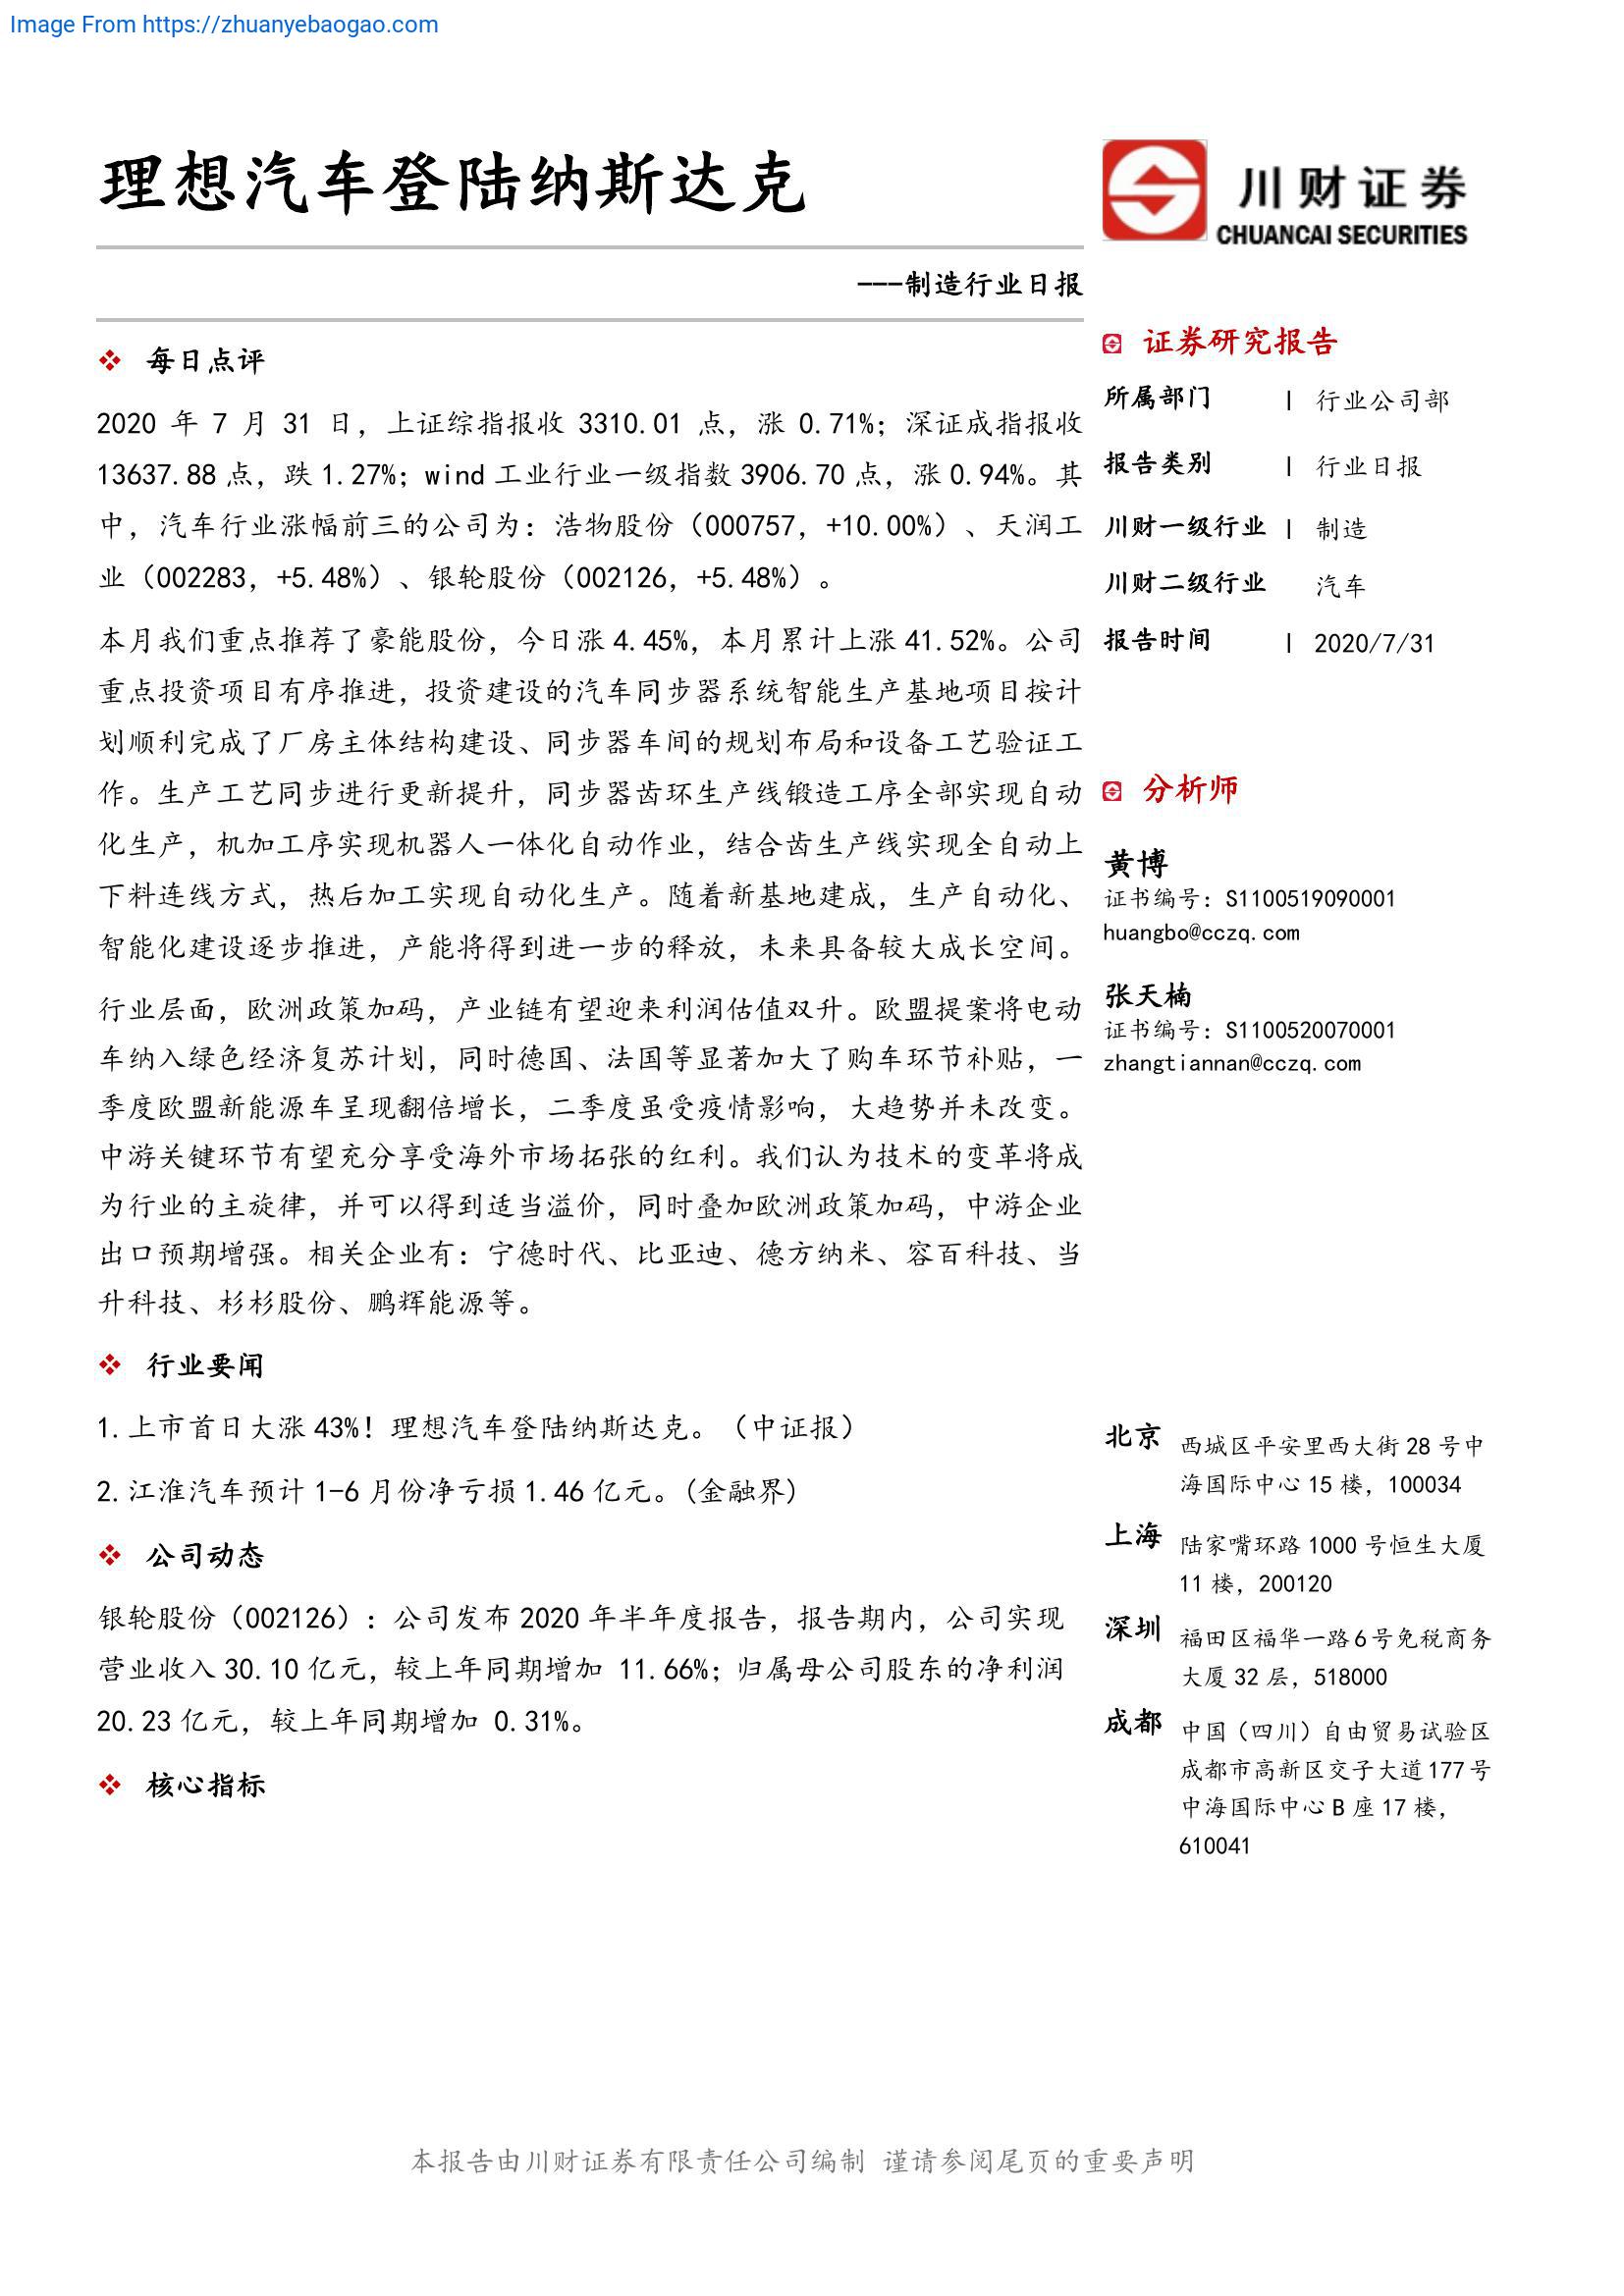 Image From https://zhuanyebaogao.com
理想汽车登陆纳斯达克
---制造行业日报
❖ 每日点评
2020 年 7 月 31 日，上证综指报收 3310.01 点，涨 0.71%；深证成指报收
13637.88 点，跌 1.27%；wind 工业行业一级指数 3906.70 点，涨 0.94%。其
中，汽车行业涨幅前三的公司为：浩物股份（000757，+10.00%）、天润工
业（002283，+5.48%）、银轮股份（002126，+5.48%）。
本月我们重点推荐了豪能股份，今日涨 4.45%，本月累计上涨 41.52%。公司
重点投资项目有序推进，投资建设的汽车同步器系统智能生产基地项目按计
划顺利完成了厂房主体结构建设、同步器车间的规划布局和设备工艺验证工
作。生产工艺同步进行更新提升，同步器齿环生产线锻造工序全部实现自动
化生产，机加工序实现机器人一体化自动作业，结合齿生产线实现全自动上
下料连线方式，热后加工实现自动化生产。随着新基地建成，生产自动化、
智能化建设逐步推进，产能将得到进一步的释放，未来具备较大成长空间。
行业层面，欧洲政策加码，产业链有望迎来利润估值双升。欧盟提案将电动
车纳入绿色经济复苏计划，同时德国、法国等显著加大了购车环节补贴，一
季度欧盟新能源车呈现翻倍增长，二季度虽受疫情影响，大趋势并未改变。
中游关键环节有望充分享受海外市场拓张的红利。我们认为技术的变革将成
为行业的主旋律，并可以得到适当溢价，同时叠加欧洲政策加码，中游企业
出口预期增强。相关企业有：宁德时代、比亚迪、德方纳米、容百科技、当
升科技、杉杉股份、鹏辉能源等。
❖ 行业要闻
1.上市首日大涨 43%！理想汽车登陆纳斯达克。（中证报）
2.江淮汽车预计 1-6 月份净亏损 1.46 亿元。(金融界)
❖ 公司动态
银轮股份（002126）：公司发布 2020 年半年度报告，报告期内，公司实现
营业收入 30.10 亿元，较上年同期增加 11.66%；归属母公司股东的净利润
20.23 亿元，较上年同期增加 0.31%。
❖ 核心指标
川财证券
CHUANCAI SECURITIES
证券研究报告
所属部门 | 行业公司部
报告类别 | 行业日报
川财一级行业 | 制造
川财二级行业 汽车
报告时间 | 2020/7/31
分析师
黄博
证书编号：S1100519090001
huangbo@cczq.com
张天楠
证书编号：S1100520070001
zhangtiannan@cczq.com
北京 西城区平安里西大街 28 号中
海国际中心 15 楼，100034
上海 陆家嘴环路 1000 号恒生大厦
11 楼，200120
深圳 福田区福华一路 6 号免税商务
大厦 32 层，518000
成都 中国（四川）自由贸易试验区
成都市高新区交子大道 177 号
中海国际中心 B 座 17 楼，
610041
本报告由川财证券有限责任公司编制 谨请参阅尾页的重要声明